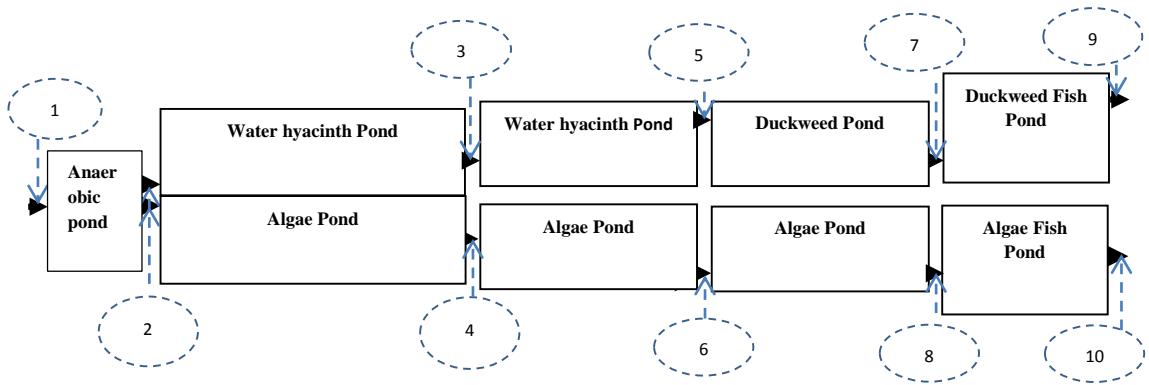 1
3
5
7
9
Anaer
obic
pond
Water hyacinth Pond
Water hyacinth Pond
Duckweed Pond
Duckweed Fish
Pond
Algae Pond
Algae Pond
Algae Pond
Algae Fish
Pond
2
4
6
8
10